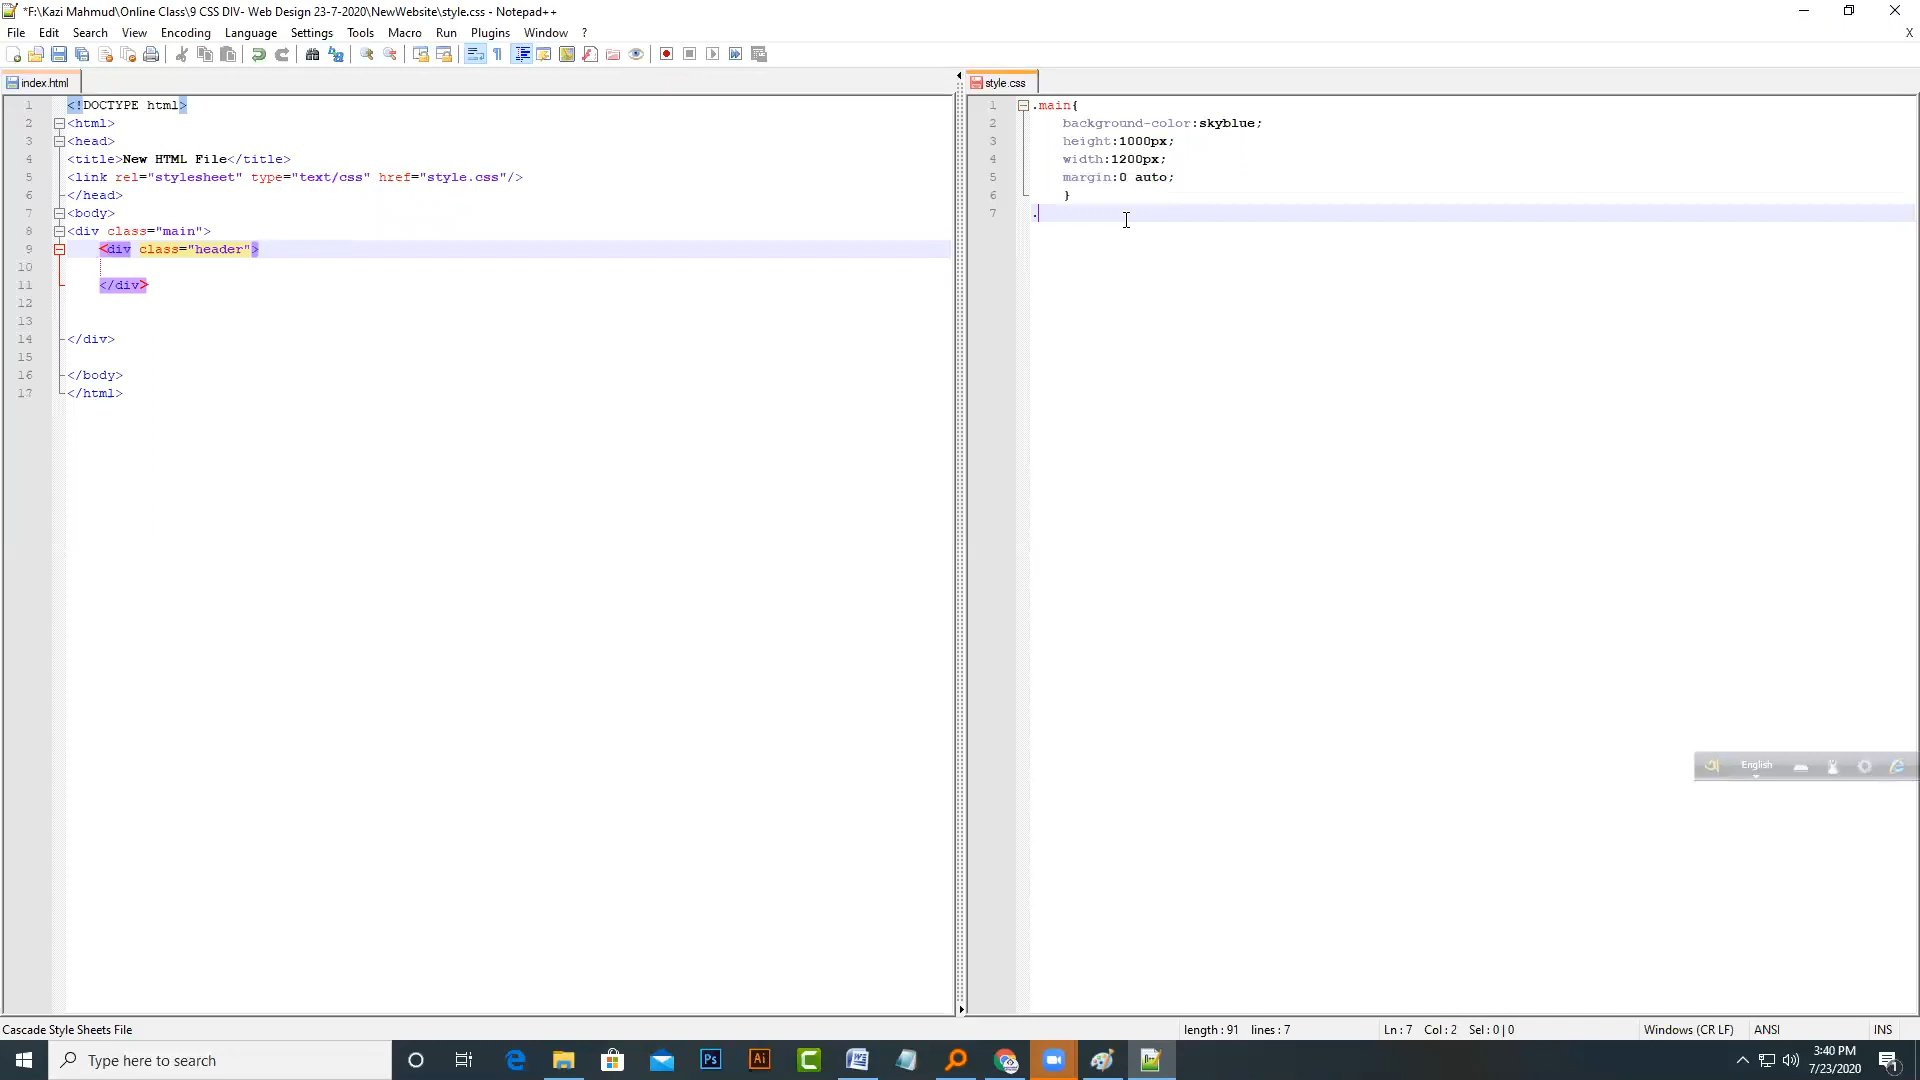 *F:\Kazi Mahmud\Online Class\9 CSS DIV- Web Design 23-7-2020\NewWebsite\style.css - Notepad++
File Edit Search View Encoding Language Settings Tools Macro Run Plugins Window ? X
index.html
1 <!DOCTYPE html>
2 <html>
3 <head>
4 <title>New HTML File</title>
5 <link rel="stylesheet" type="text/css" href="style.css"/>
6 </head>
7 <body>
8 <div class="main">
9 <div class="header">
10
11 </div>
12
13
14 </div>
15
16 </body>
17 </html>
style.css
1 .main{
2 background-color:skyblue;
3 height:1000px;
4 width:1200px;
5 margin:0 auto;
6 }
7 .
অ English
Cascade Style Sheets File length : 91 lines : 7 Ln : 7 Col : 2 Sel : 0 | 0 Windows (CR LF) ANSI INS
Type here to search
Ps
Ai
3:40 PM
7/23/2020
1